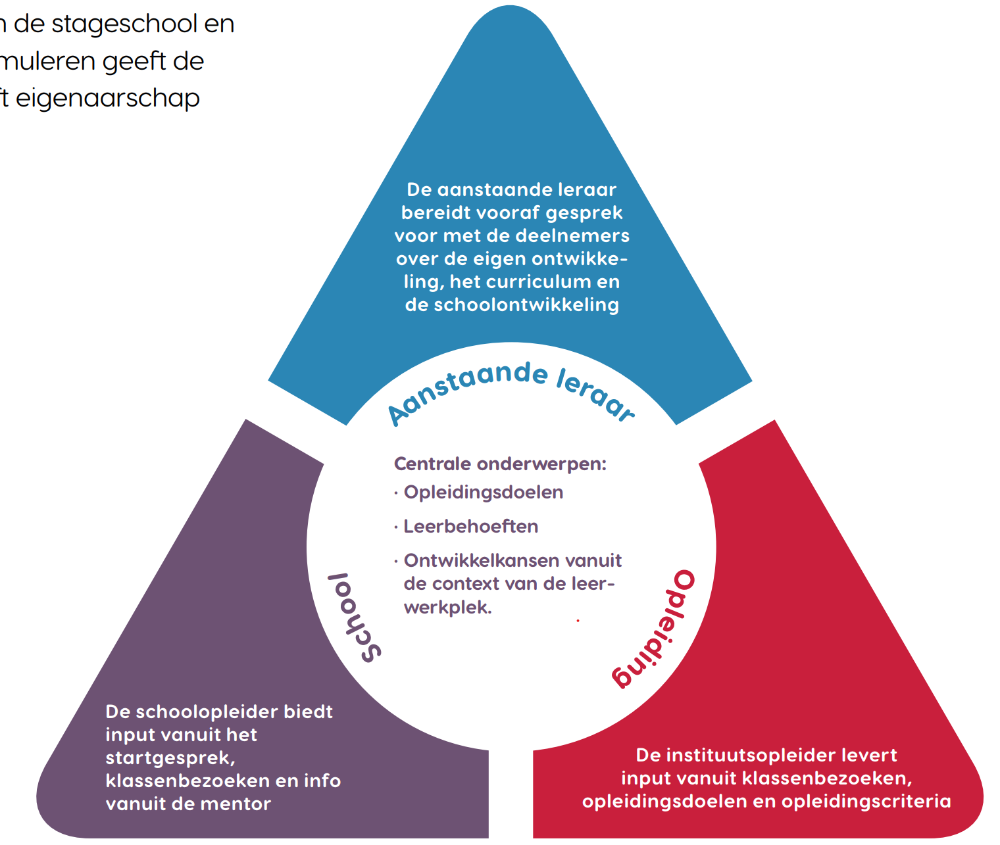 de stageschool en
muleren geeft de
eigenaarschap
De aanstaande leraar
bereidt vooraf gesprek
voor met de deelnemers
over de eigen ontwikke-
ling, het curriculum en
de schoolontwikkeling
Aanstaande leraar
Centrale onderwerpen:
· Opleidingsdoelen
· Leerbehoeften
· Ontwikkelkansen vanuit
de context van de leer-
werkplek.
School
Opleiding
De schoolopleider biedt
input vanuit het
startgesprek,
klassenbezoeken en info
vanuit de mentor
De instituutsopleider levert
input vanuit klassenbezoeken,
opleidingsdoelen en opleidingscriteria